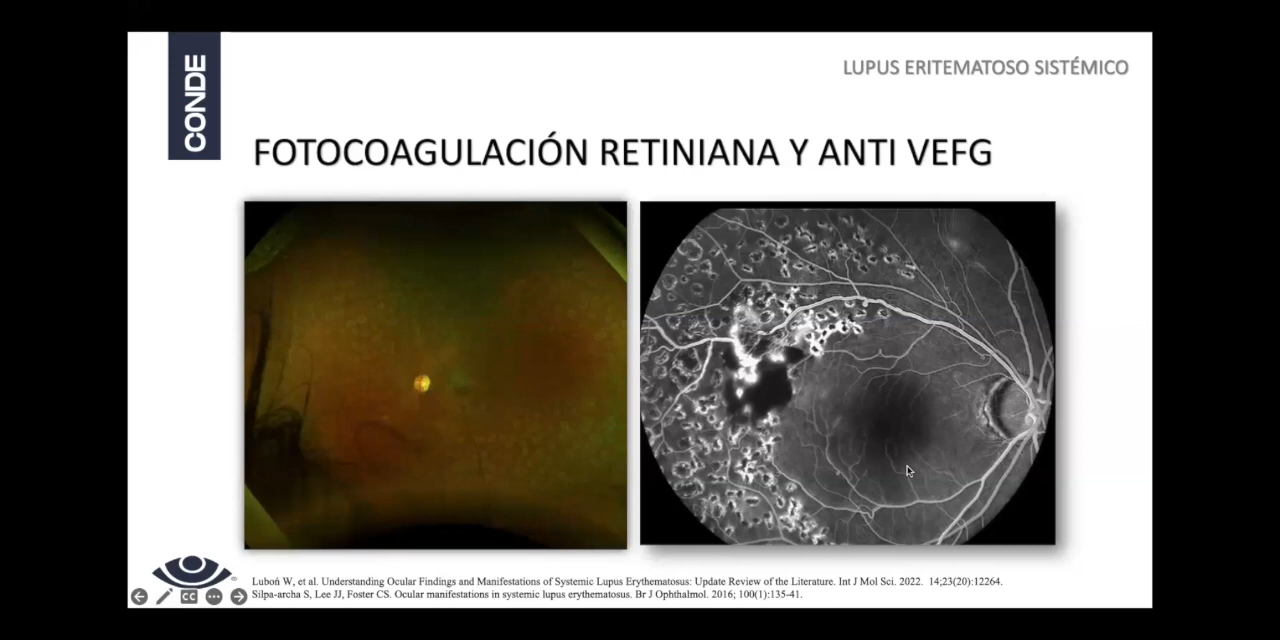 CONDE
LUPUS ERITEMATOSO SISTÉMICO
FOTOCOAGULACIÓN RETINIANA Y ANTI VEFG
Luboń W, et al. Understanding Ocular Findings and Manifestations of Systemic Lupus Erythematosus: Update Review of the Literature. Int J Mol Sci. 2022. 14;23(20):12264.
Silpa-archa S, Lee JJ, Foster CS. Ocular manifestations in systemic lupus erythematosus. Br J Ophthalmol. 2016; 100(1):135-41.
CC